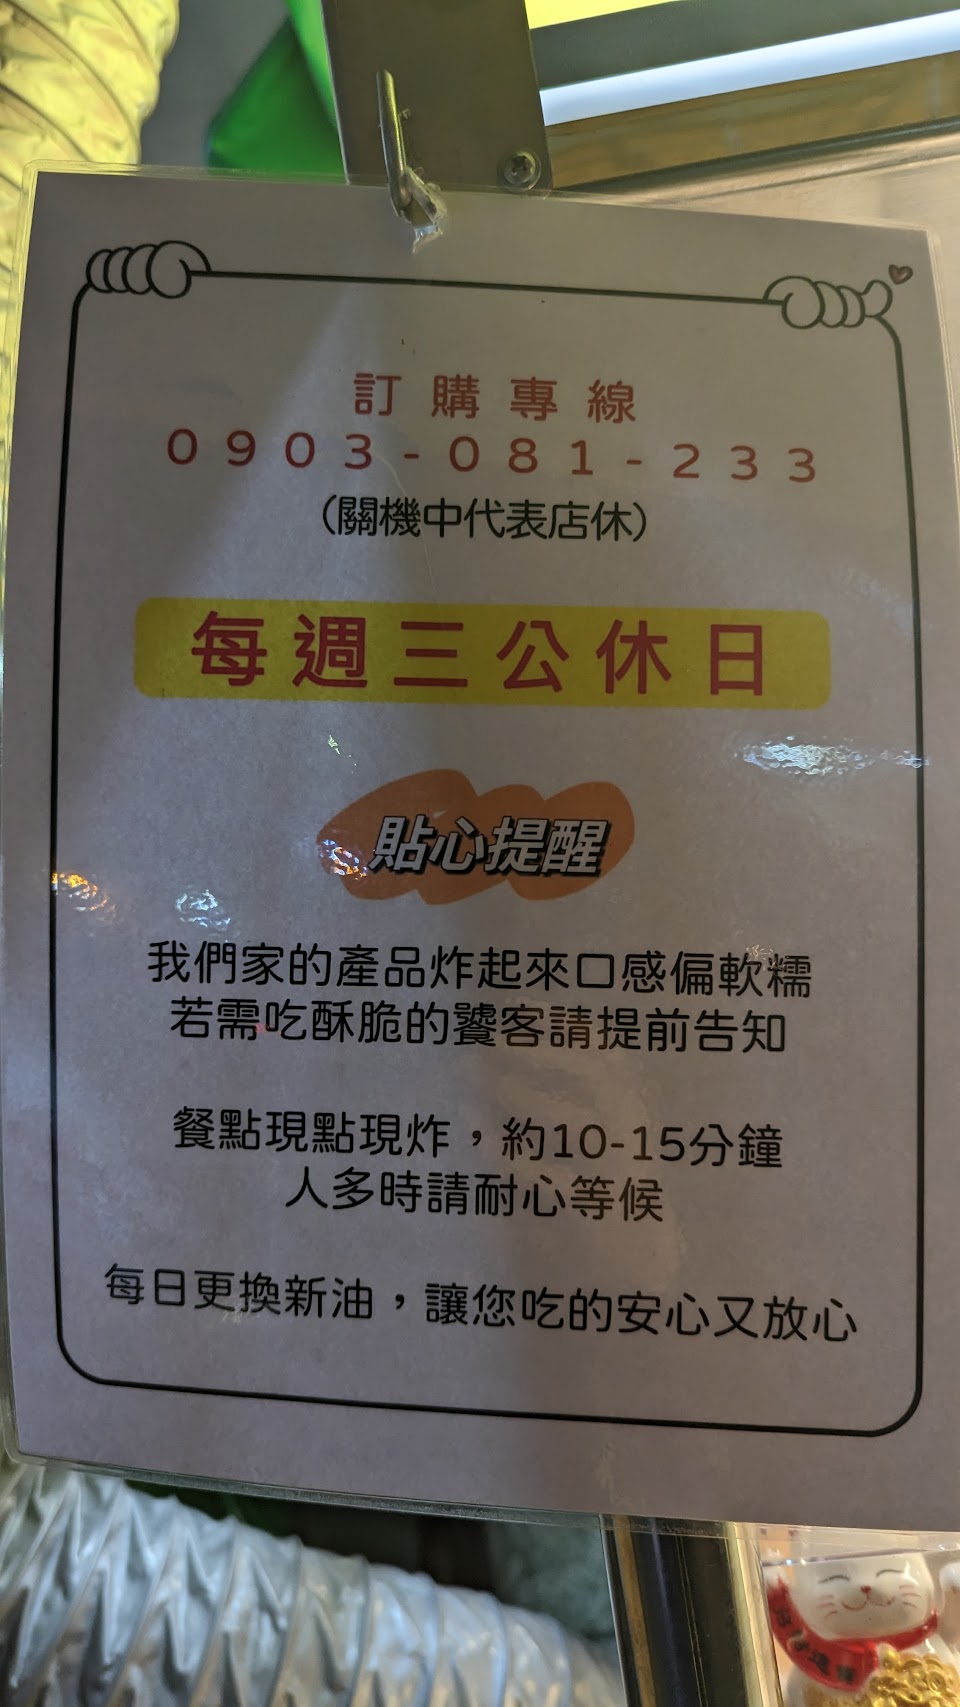 訂購專線
0903-081-233
(關機中代表店休)
每週三公休日
貼心提醒
我們家的產品炸起來口感偏軟糯
若需吃酥脆的饕客請提前告知
餐點現點現炸，約10-15分鐘
人多時請耐心等候
每日更換新油，讓您吃的安心又放心